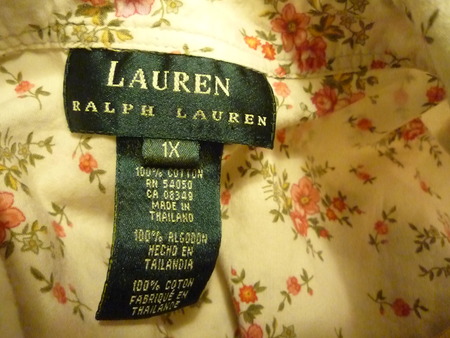 LAUREN
RALPH LAUREN
1X
100% COTTON
RN 54050
CA 08349
MADE IN
THAILAND
100% ALGODON
HECHO EN
TAILANDIA
100% COTON
FABRIQUÉ EN
THAILANDE